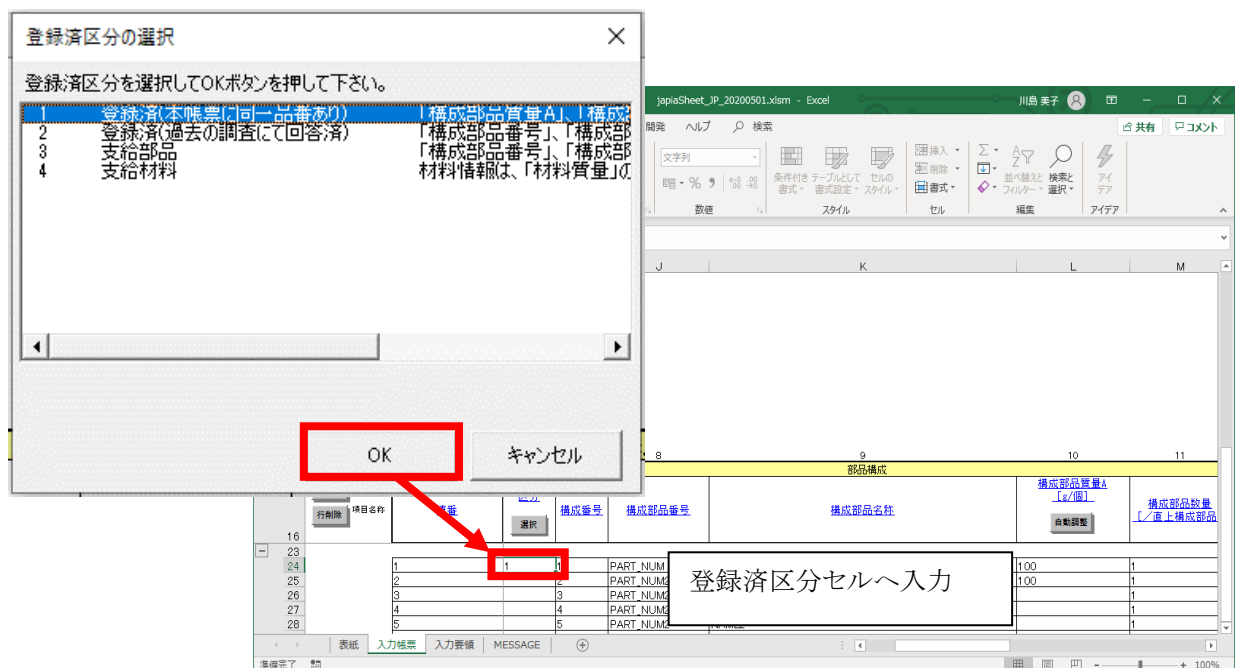 登録済区分の選択
登録済区分を選択してOKボタンを押して下さい。
1 登録済(本帳票に同一品番あり) 「構成部品質量A」、「構成
2 登録済(過去の調査にて回答済) 「構成部品番号」、「構成部
3 支給部品 「構成部品番号」、「構成部
4 支給材料 材料情報は、「材料質量」の
OK キャンセル
japiaSheet_JP_20200501.xlsm - Excel 川島 美子
開発 ヘルプ 検索 共有 コメント
文字列
条件付き書式 テーブルとして書式設定 セルのスタイル
挿入 削除 書式
並べ替えとフィルター 検索と選択 アイデア
数値 スタイル セル 編集 アイデア
J K L M
8 9 10 11
部品構成
行削除 項目名称 選択 構成番号 構成部品番号 構成部品名称
構成部品質量A
[g/個]
自動調整
構成部品数量
[/直上構成部品
16
23
24 1 1 1 PART_NUM 100 1
25 2 2 PART_NUM2 100 1
26 3 3 PART_NUM2 1
27 4 4 PART_NUM2 1
28 5 5 PART_NUM2 1
登録済区分セルへ入力
表紙 入力帳票 入力要領 MESSAGE
準備完了 100%